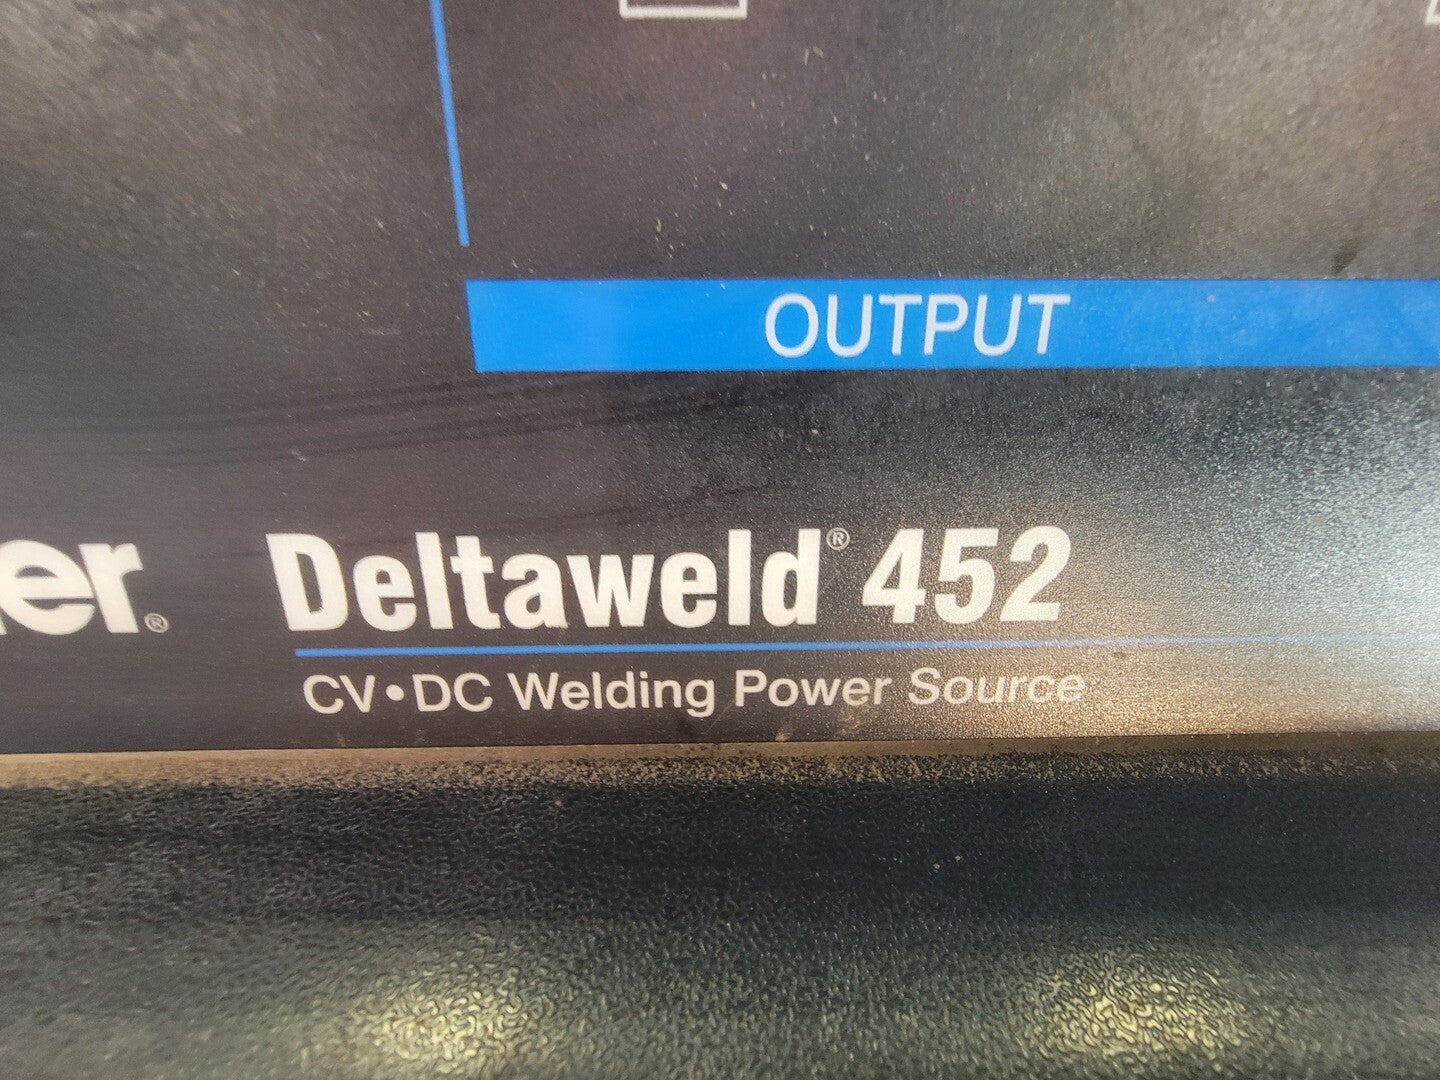 OUTPUT
er® Deltaweld® 452
CV•DC Welding Power Source